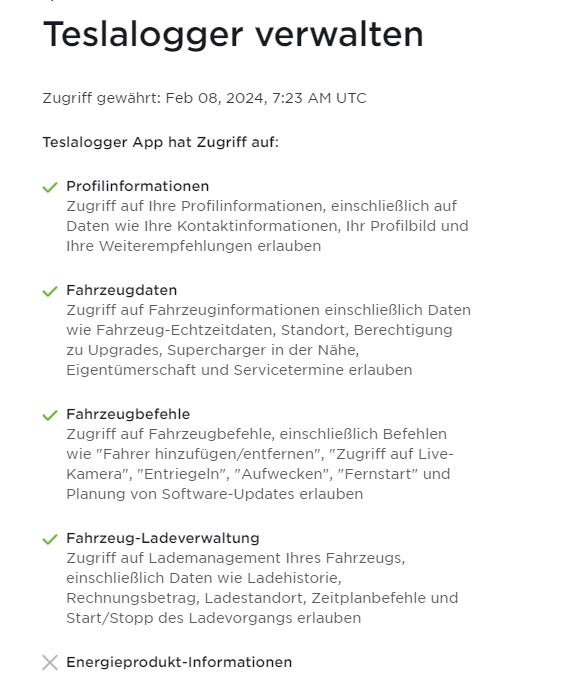 Teslalogger verwalten
Zugriff gewährt: Feb 08, 2024, 7:23 AM UTC
Teslalogger App hat Zugriff auf:
Profilinformationen
Zugriff auf Ihre Profilinformationen, einschließlich auf
Daten wie Ihre Kontaktinformationen, Ihr Profilbild und
Ihre Weiterempfehlungen erlauben
Fahrzeugdaten
Zugriff auf Fahrzeuginformationen einschließlich Daten
wie Fahrzeug-Echtzeitdaten, Standort, Berechtigung
zu Upgrades, Supercharger in der Nähe,
Eigentümerschaft und Servicetermine erlauben
Fahrzeugbefehle
Zugriff auf Fahrzeugbefehle, einschließlich Befehlen
wie "Fahrer hinzufügen/entfernen", "Zugriff auf Live-
Kamera", "Entriegeln", "Aufwecken", "Fernstart" und
Planung von Software-Updates erlauben
Fahrzeug-Ladeverwaltung
Zugriff auf Lademanagement Ihres Fahrzeugs,
einschließlich Daten wie Ladehistorie,
Rechnungsbetrag, Ladestandort, Zeitplanbefehle und
Start/Stopp des Ladevorgangs erlauben
Energieprodukt-Informationen